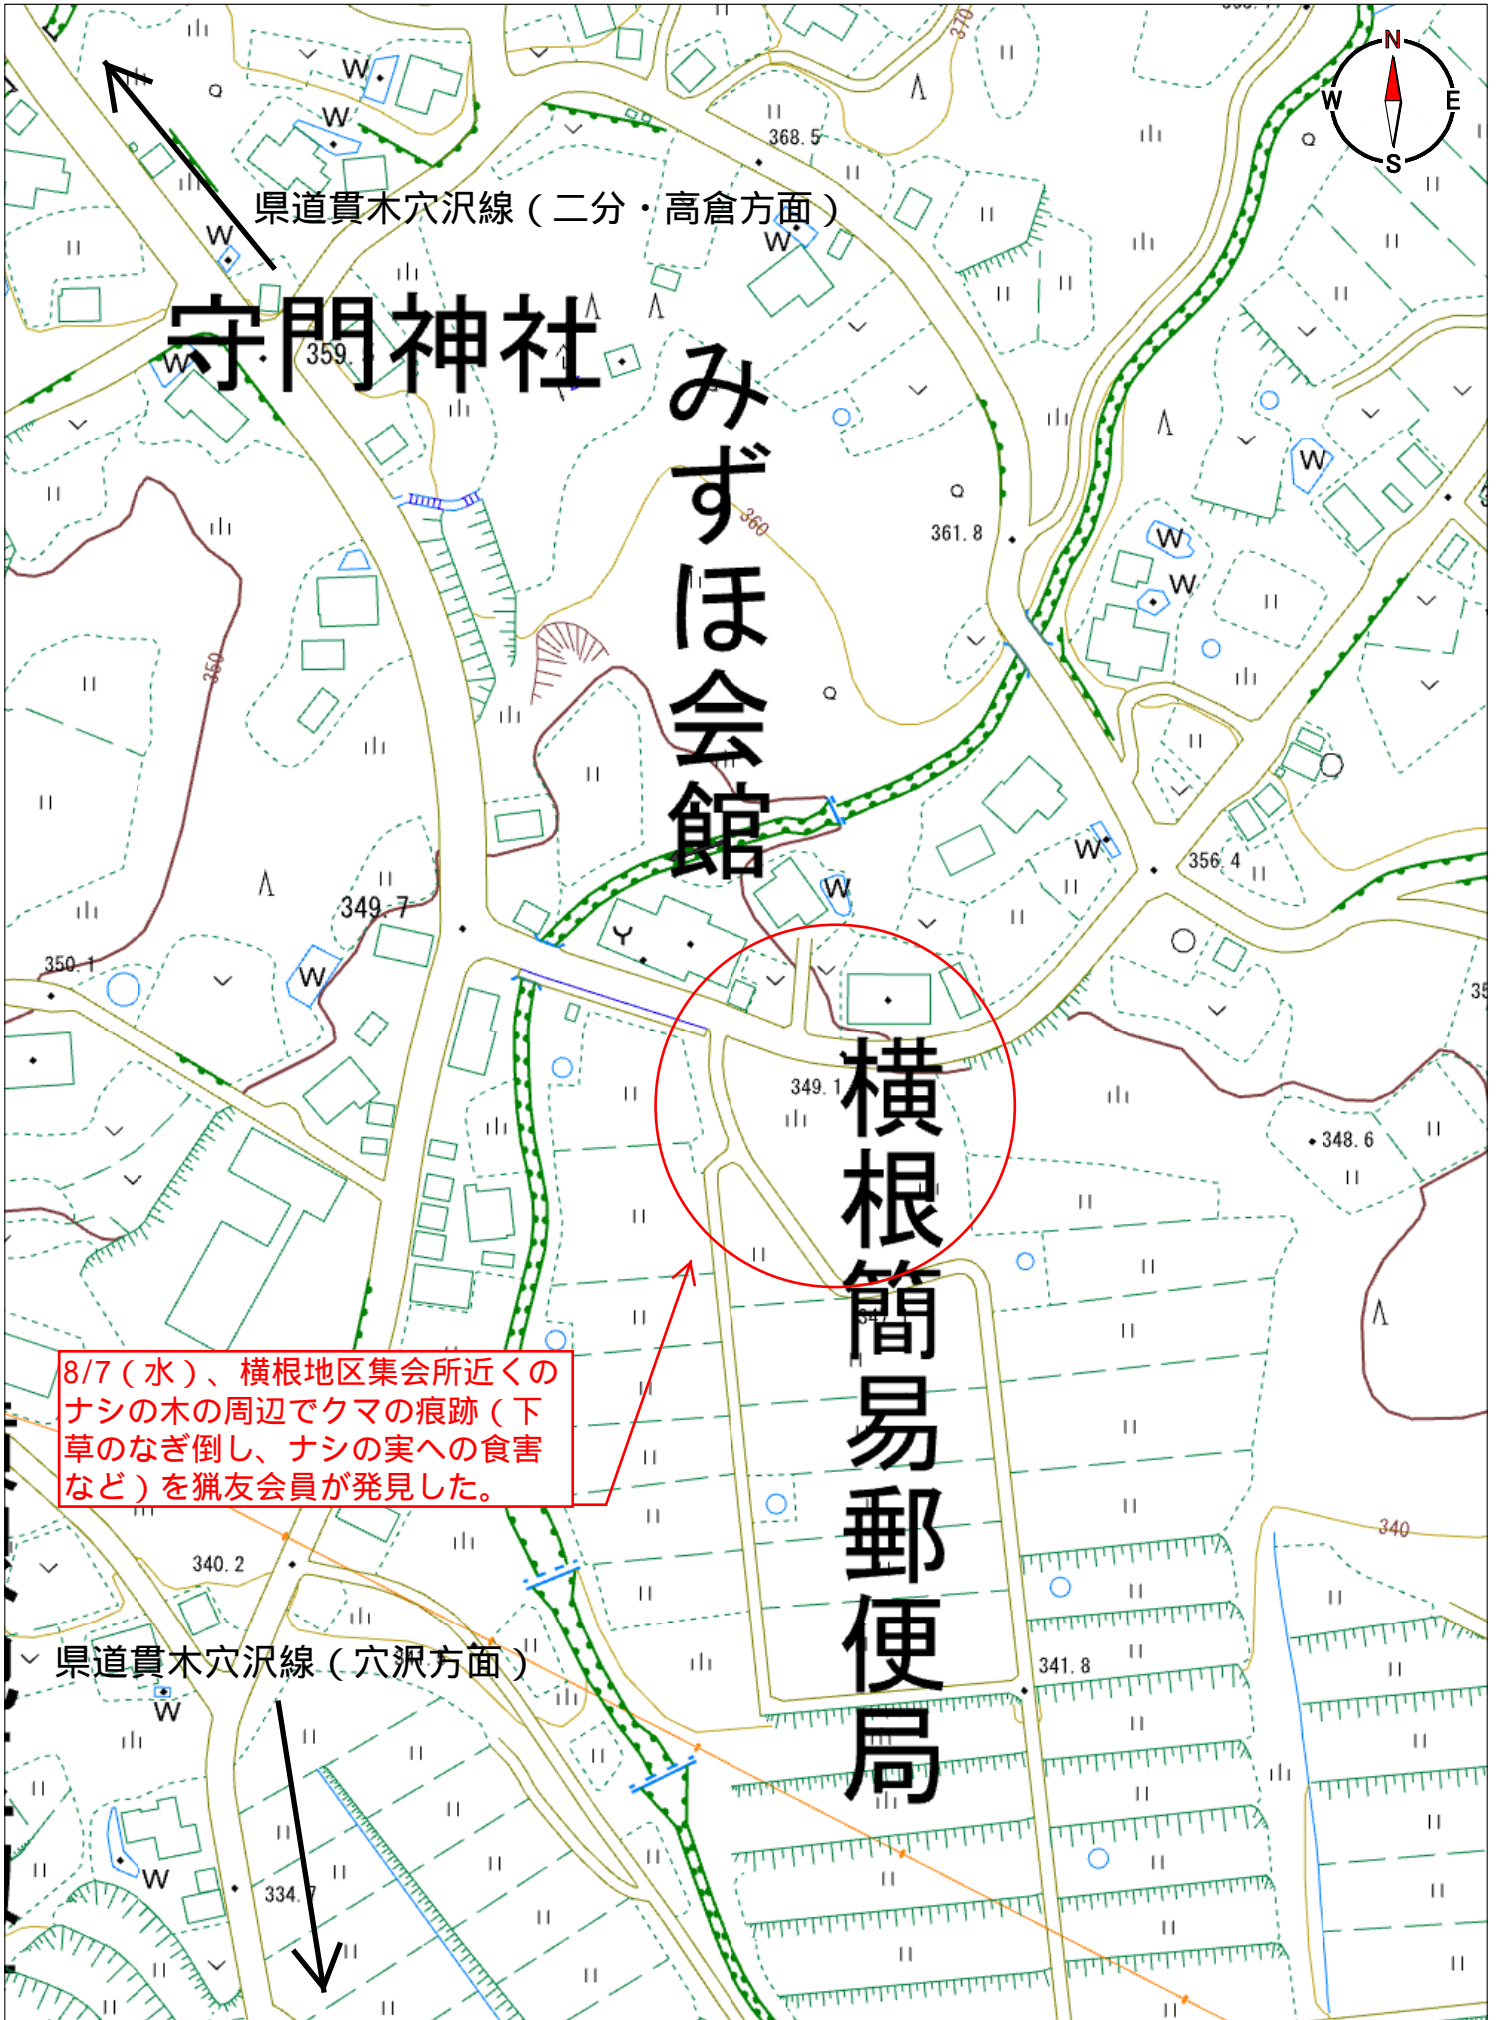 N
W
E
S
370
368.5
W
W
県道貫木穴沢線(二分・高倉方面)
W
W
守門神社
359.
W
みずほ会館
360
361.8
W
W
W
350
W
356.4
349.7
W
350.1
W
横根簡易郵便局
349.1
348.6
8/7(水)、横根地区集会所近くの
ナシの木の周辺でクマの痕跡(下
草のなぎ倒し、ナシの実への食害
など)を猟友会員が発見した。
340
340.2
県道貫木穴沢線(穴沢方面)
341.8
W
W
334.7